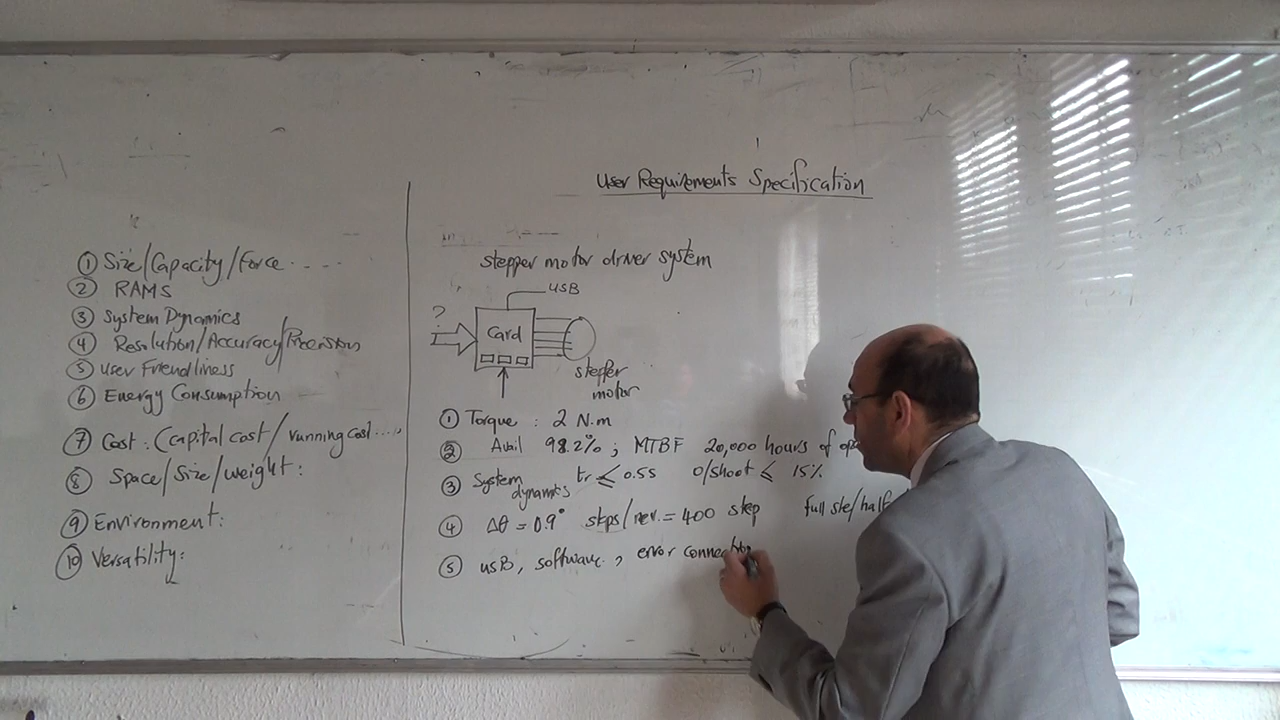 User Requirements Specification
① Size/Capacity/Force . - - -
② RAMS
③ System Dynamics
④ Resolution/Accuracy/Precision
⑤ User Friendliness
⑥ Energy Consumption
⑦ Cost : (capital cost/running cost ....,
⑧ Space/Size/weight :
⑨ Environment:
⑩ Versatility:
stepper motor driver system
USB
?
Card
stepper
motor
① Torque : 2 N.m
② Avail 98.2% ; MTBF 20,000 hours of
③ System dynamics tr ≤ 0.5s o/shoot ≤ 15%
④ Δθ = 0.9° steps/rev. = 400 step full ste/half
⑤ USB, software , error